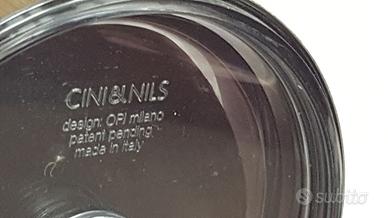 CINI&NILS
design: OPI milano
patent pending
made in italy
subito